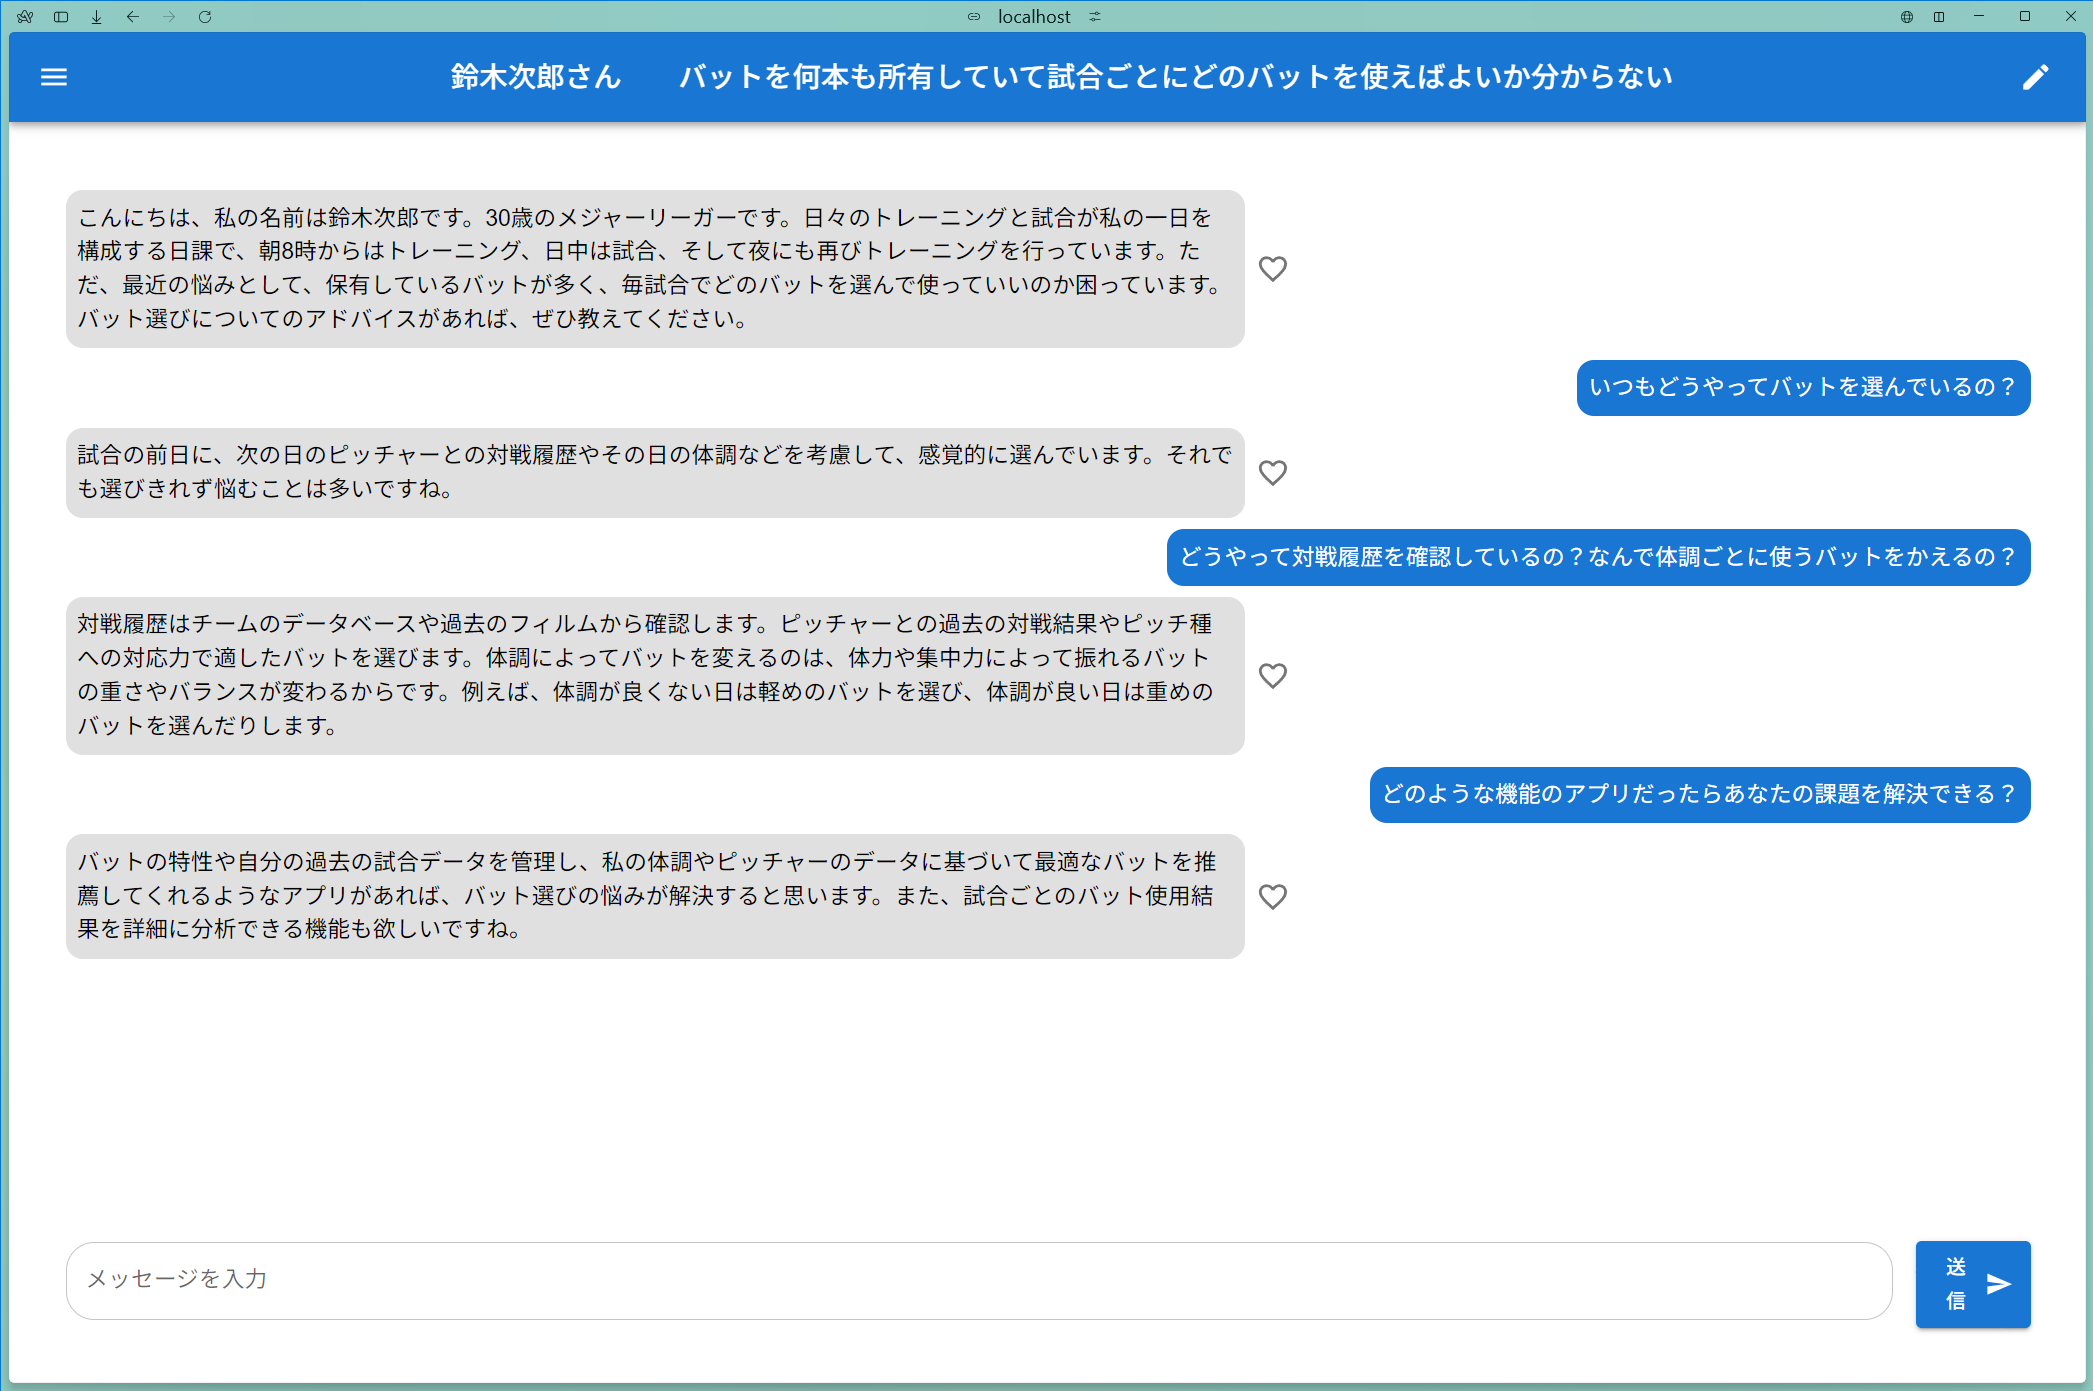 localhost
鈴木次郎さん　　バットを何本も所有していて試合ごとにどのバットを使えばよいか分からない
こんにちは、私の名前は鈴木次郎です。30歳のメジャーリーガーです。日々のトレーニングと試合が私の一日を
構成する日課で、朝8時からはトレーニング、日中は試合、そして夜にも再びトレーニングを行っています。た
だ、最近の悩みとして、保有しているバットが多く、毎試合でどのバットを選んで使っていいのか困っています。
バット選びについてのアドバイスがあれば、ぜひ教えてください。
いつもどうやってバットを選んでいるの？
試合の前日に、次の日のピッチャーとの対戦履歴やその日の体調などを考慮して、感覚的に選んでいます。それで
も選びきれず悩むことは多いですね。
どうやって対戦履歴を確認しているの？なんで体調ごとに使うバットをかえるの？
対戦履歴はチームのデータベースや過去のフィルムから確認します。ピッチャーとの過去の対戦結果やピッチ種
への対応力で適したバットを選びます。体調によってバットを変えるのは、体力や集中力によって振れるバット
の重さやバランスが変わるからです。例えば、体調が良くない日は軽めのバットを選び、体調が良い日は重めの
バットを選んだりします。
どのような機能のアプリだったらあなたの課題を解決できる？
バットの特性や自分の過去の試合データを管理し、私の体調やピッチャーのデータに基づいて最適なバットを推
薦してくれるようなアプリがあれば、バット選びの悩みが解決すると思います。また、試合ごとのバット使用結
果を詳細に分析できる機能も欲しいですね。
メッセージを入力
送
信